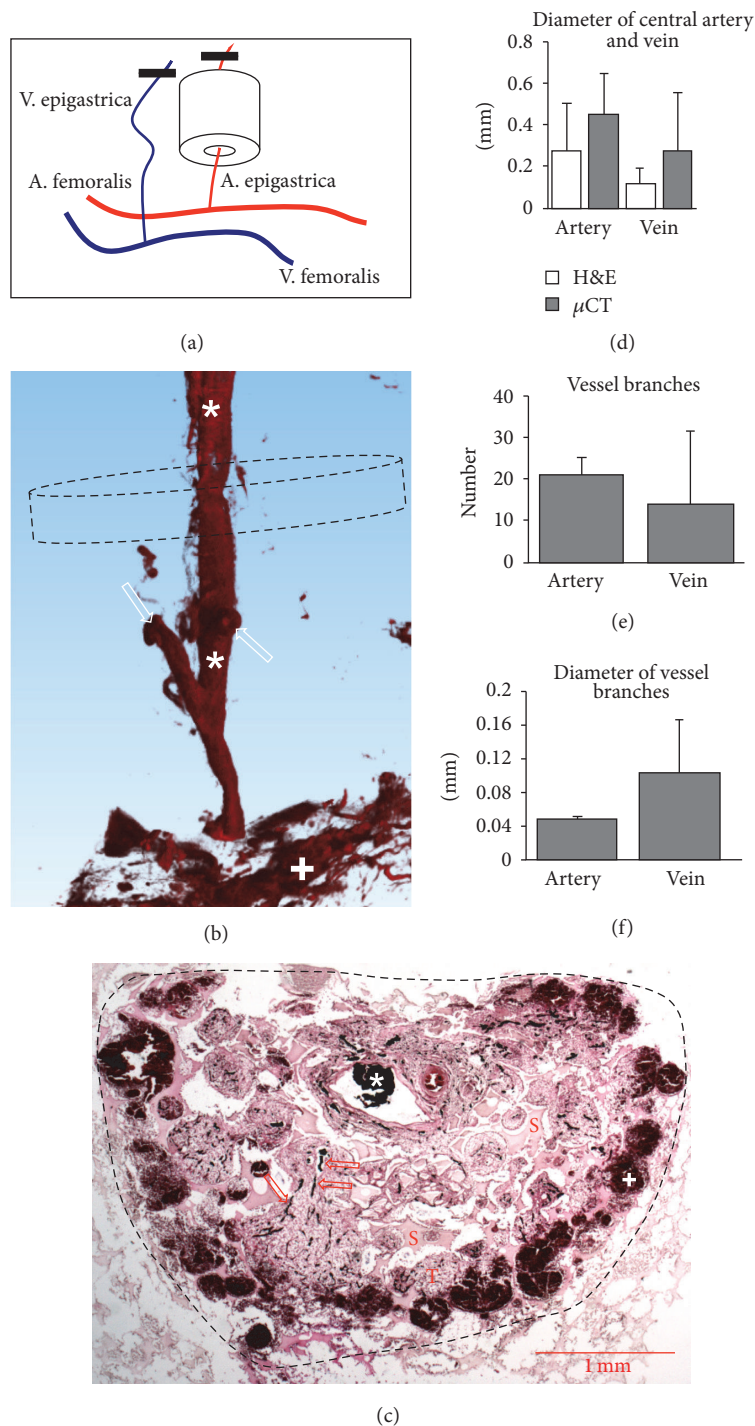 V. epigastrica
A. femoralis
A. epigastrica
V. femoralis
(a)
Diameter of central artery
and vein
(mm)
0.8
0.6
0.4
0.2
0
Artery
Vein
H&E
μCT
(d)
*
*
+
(b)
Vessel branches
Number
40
30
20
10
0
Artery
Vein
(e)
Diameter of vessel
branches
(mm)
0.2
0.16
0.12
0.08
0.04
0
Artery
Vein
(f)
*
S
+
S
T
1 mm
(c)